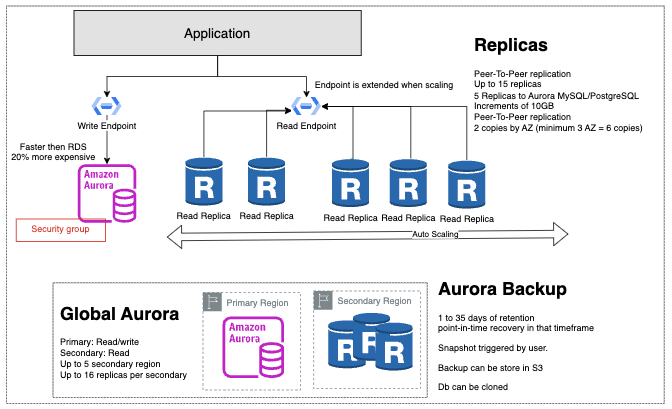 Application
Replicas
Peer-To-Peer replication
Up to 15 replicas
5 Replicas to Aurora MySQL/PostgreSQL
Increments of 10GB
Peer-To-Peer replication
2 copies by AZ (minimum 3 AZ = 6 copies)
Endpoint is extended when scaling
Write Endpoint
Read Endpoint
Faster then RDS
20% more expensive
Amazon
Aurora
Security group
R
R
R
R
R
Read Replica
Read Replica
Read Replica
Read Replica
Read Replica
Auto Scaling
Global Aurora
Primary: Read/write
Secondary: Read
Up to 5 secondary region
Up to 16 replicas per secondary
Primary Region
Amazon
Aurora
Secondary Region
R
R
R
Aurora Backup
1 to 35 days of retention
point-in-time recovery in that timeframe
Snapshot triggered by user.
Backup can be store in S3
Db can be cloned